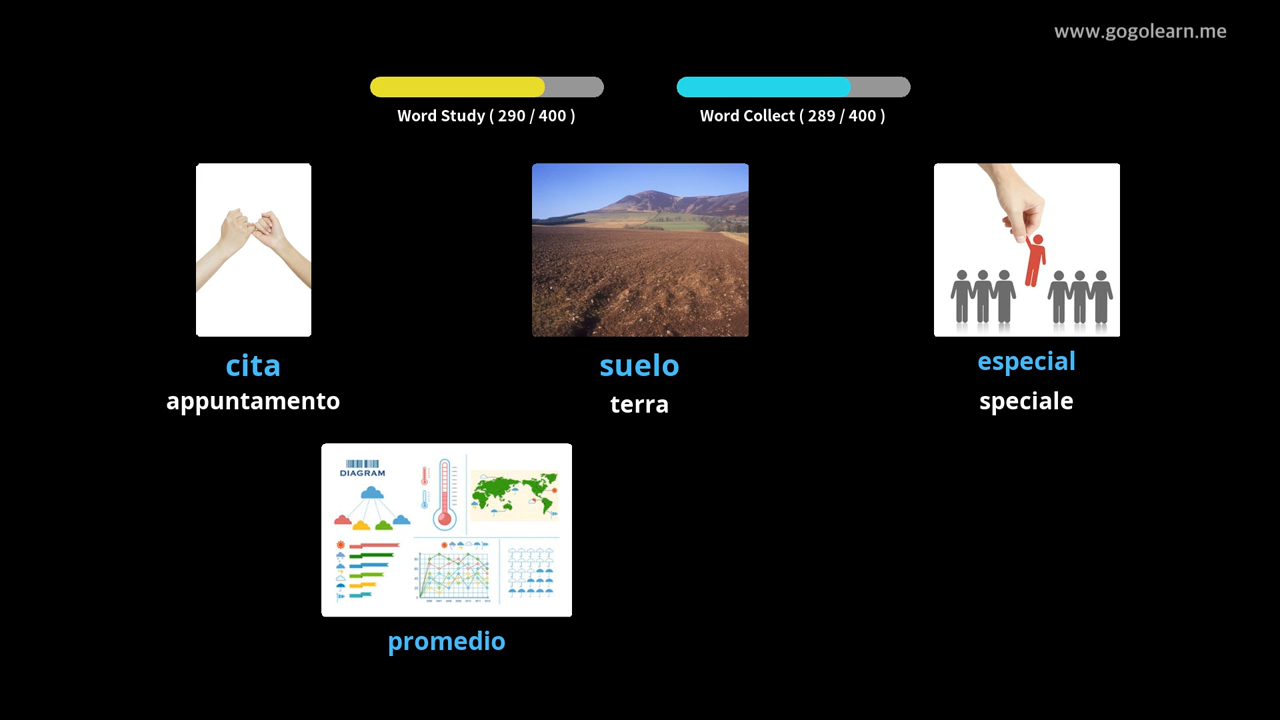 www.gogolearn.me
Word Study ( 290 / 400 )
Word Collect ( 289 / 400 )
cita
appuntamento
suelo
terra
especial
speciale
DIAGRAM
promedio